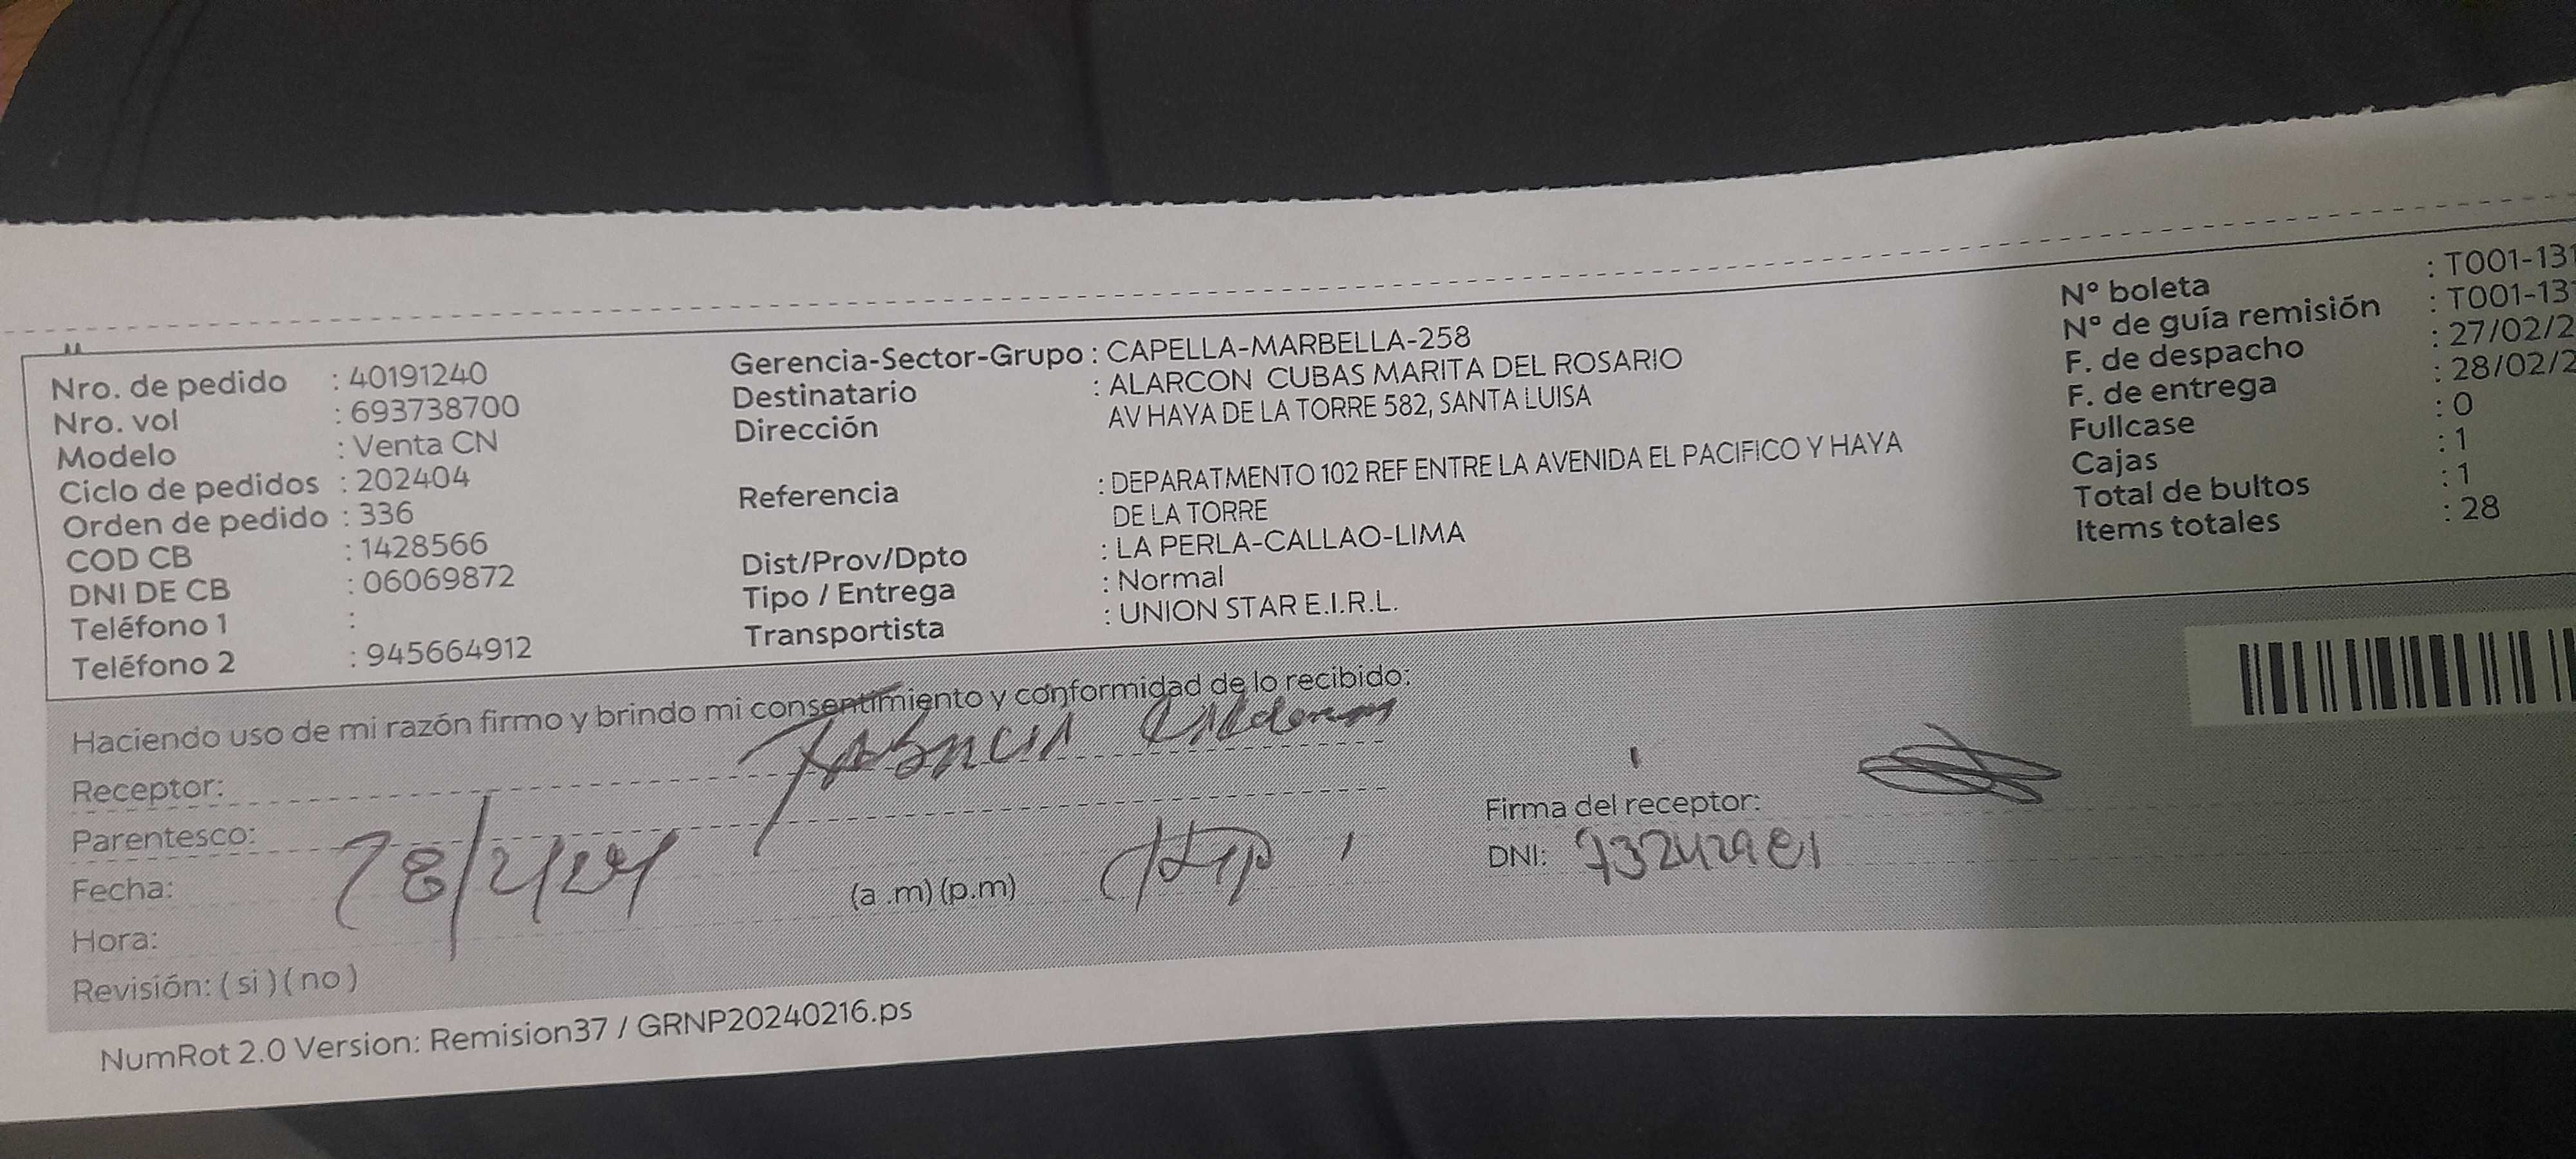 Nro. de pedido : 40191240
Nro. vol : 693738700
Modelo : Venta CN
Ciclo de pedidos : 202404
Orden de pedido : 336
COD CB : 1428566
DNI DE CB : 06069872
Teléfono 1 :
Teléfono 2 : 945664912
Gerencia-Sector-Grupo : CAPELLA-MARBELLA-258
Destinatario : ALARCON CUBAS MARITA DEL ROSARIO
Dirección AV HAYA DE LA TORRE 582, SANTA LUISA
Referencia : DEPARATMENTO 102 REF ENTRE LA AVENIDA EL PACIFICO Y HAYA
DE LA TORRE
Dist/Prov/Dpto : LA PERLA-CALLAO-LIMA
Tipo / Entrega : Normal
Transportista : UNION STAR E.I.R.L.
N° boleta : T001-131
N° de guía remisión : T001-13
F. de despacho : 27/02/2
F. de entrega : 28/02/2
Fullcase : 0
Cajas : 1
Total de bultos : 1
Items totales : 28
Haciendo uso de mi razón firmo y brindo mi consentimiento y conformidad de lo recibido:
Receptor:
Parentesco:
Fecha: 28/2/24
Hora: (a .m) (p.m)
Revisión: ( si ) ( no )
Firma del receptor:
DNI:
NumRot 2.0 Version: Remision37 / GRNP20240216.ps